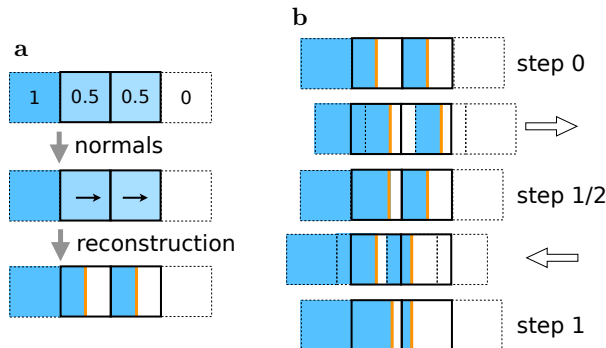 a
1 0.5 0.5 0
normals
reconstruction
b
step 0
step 1/2
step 1